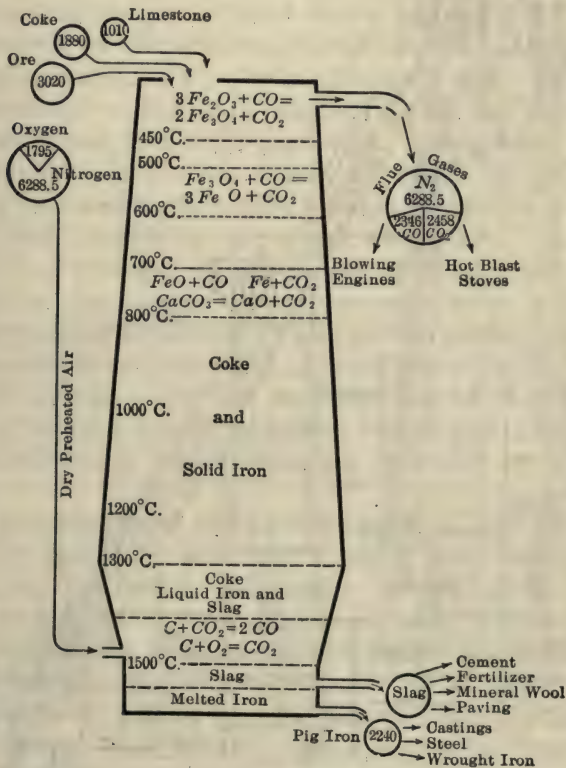 Limestone
1010
Coke
1880
Ore
3020
Oxygen
1795
Nitrogen
6288.5
Dry Preheated Air
3 Fe₂O₃ + CO =
2 Fe₃O₄ + CO₂
450°C.
500°C.
Fe₃ O₄ + CO =
3 Fe O + CO₂
600°C.
700°C.
FeO + CO Fe + CO₂
CaCO₃ = CaO + CO₂
800°C.
Coke
1000°C.
and
Solid Iron
1200°C.
1300°C.
Coke
Liquid Iron and
Slag
C + CO₂ = 2 CO
C + O₂ = CO₂
1500°C.
Slag
Melted Iron
Flue Gases
N₂
6288.5
2346 2458
CO CO₂
Blowing
Engines
Hot Blast
Stoves
Slag
Cement
Fertilizer
Mineral Wool
Paving
Pig Iron
2240
Castings
Steel
Wrought Iron